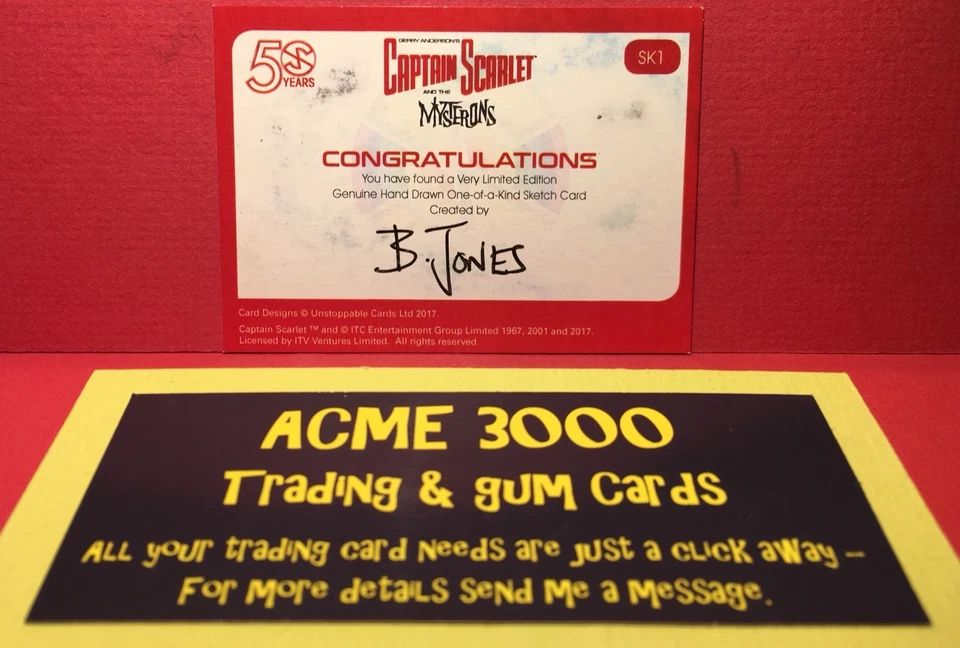 50 YEARS
GERRY ANDERSON'S
CAPTAIN SCARLET™
AND THE
MYSTERONS
SK1
CONGRATULATIONS
You have found a Very Limited Edition
Genuine Hand Drawn One-of-a-Kind Sketch Card
Created by
B. JONES
Card Designs © Unstoppable Cards Ltd 2017.
Captain Scarlet ™ and © ITC Entertainment Group Limited 1967, 2001 and 2017.
Licensed by ITV Ventures Limited. All rights reserved.
ACME 3000
Trading & gUM Cards
ALL your trading card needs are just a click away –
For More details Send Me a Message.